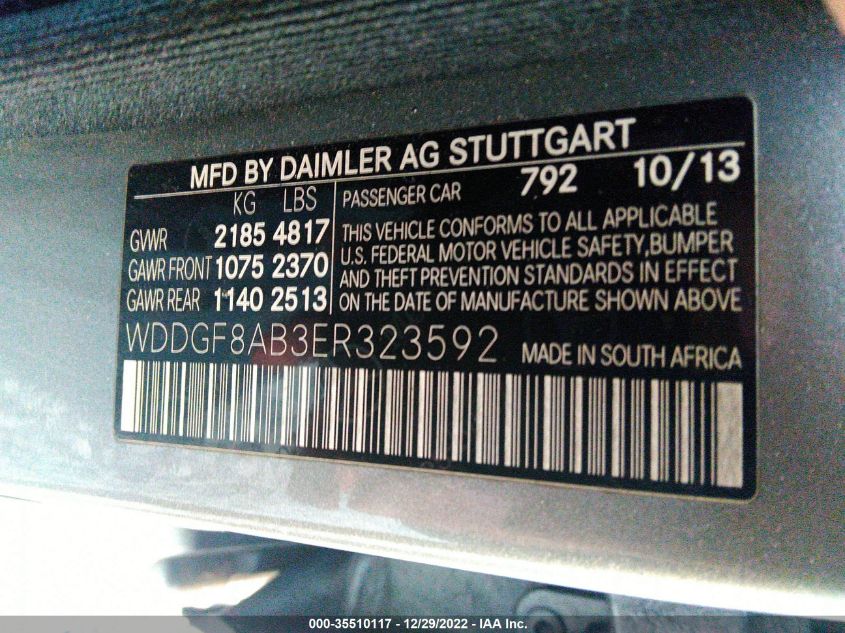 MFD BY DAIMLER AG STUTTGART
KG LBS
GVWR 2185 4817
GAWR FRONT 1075 2370
GAWR REAR 1140 2513
PASSENGER CAR 792 10/13
THIS VEHICLE CONFORMS TO ALL APPLICABLE
U.S. FEDERAL MOTOR VEHICLE SAFETY,BUMPER
AND THEFT PREVENTION STANDARDS IN EFFECT
ON THE DATE OF MANUFACTURE SHOWN ABOVE
WDDGF8AB3ER323592 MADE IN SOUTH AFRICA
000-35510117 - 12/29/2022 - IAA Inc.